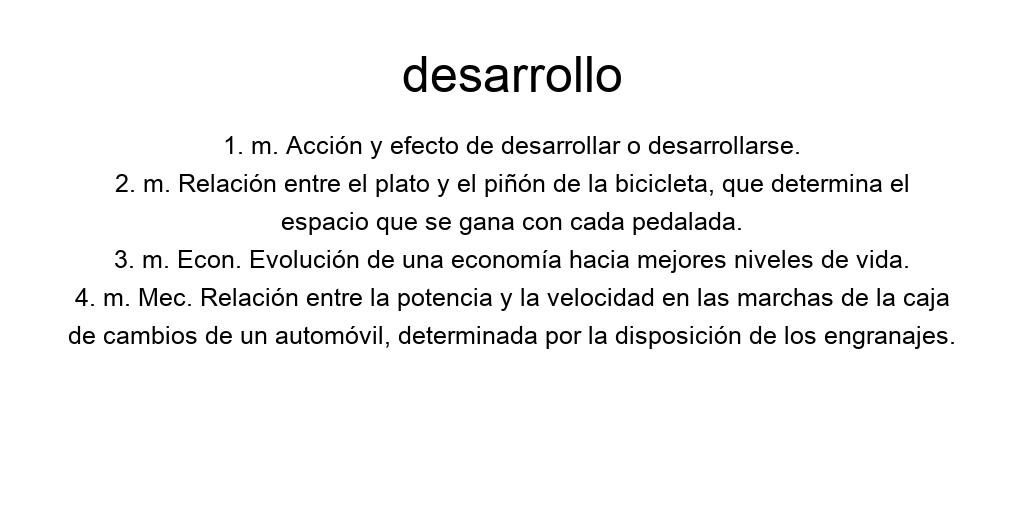 desarrollo
1. m. Acción y efecto de desarrollar o desarrollarse.
2. m. Relación entre el plato y el piñón de la bicicleta, que determina el
espacio que se gana con cada pedalada.
3. m. Econ. Evolución de una economía hacia mejores niveles de vida.
4. m. Mec. Relación entre la potencia y la velocidad en las marchas de la caja
de cambios de un automóvil, determinada por la disposición de los engranajes.